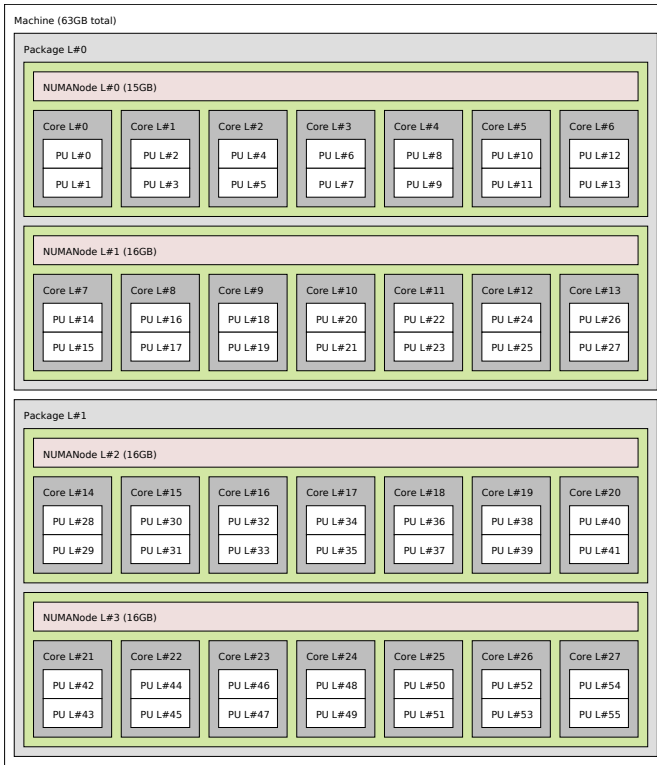 Machine (63GB total)
Package L#0
NUMANode L#0 (15GB)
Core L#0 Core L#1 Core L#2 Core L#3 Core L#4 Core L#5 Core L#6
PU L#0 PU L#2 PU L#4 PU L#6 PU L#8 PU L#10 PU L#12
PU L#1 PU L#3 PU L#5 PU L#7 PU L#9 PU L#11 PU L#13
NUMANode L#1 (16GB)
Core L#7 Core L#8 Core L#9 Core L#10 Core L#11 Core L#12 Core L#13
PU L#14 PU L#16 PU L#18 PU L#20 PU L#22 PU L#24 PU L#26
PU L#15 PU L#17 PU L#19 PU L#21 PU L#23 PU L#25 PU L#27
Package L#1
NUMANode L#2 (16GB)
Core L#14 Core L#15 Core L#16 Core L#17 Core L#18 Core L#19 Core L#20
PU L#28 PU L#30 PU L#32 PU L#34 PU L#36 PU L#38 PU L#40
PU L#29 PU L#31 PU L#33 PU L#35 PU L#37 PU L#39 PU L#41
NUMANode L#3 (16GB)
Core L#21 Core L#22 Core L#23 Core L#24 Core L#25 Core L#26 Core L#27
PU L#42 PU L#44 PU L#46 PU L#48 PU L#50 PU L#52 PU L#54
PU L#43 PU L#45 PU L#47 PU L#49 PU L#51 PU L#53 PU L#55